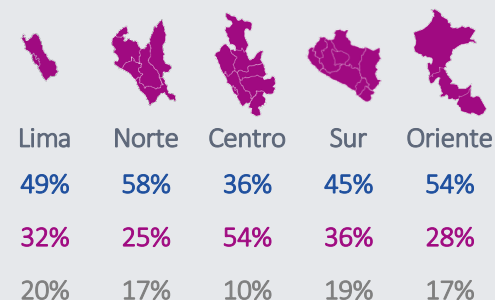 Lima Norte Centro Sur Oriente
49% 58% 36% 45% 54%
32% 25% 54% 36% 28%
20% 17% 10% 19% 17%